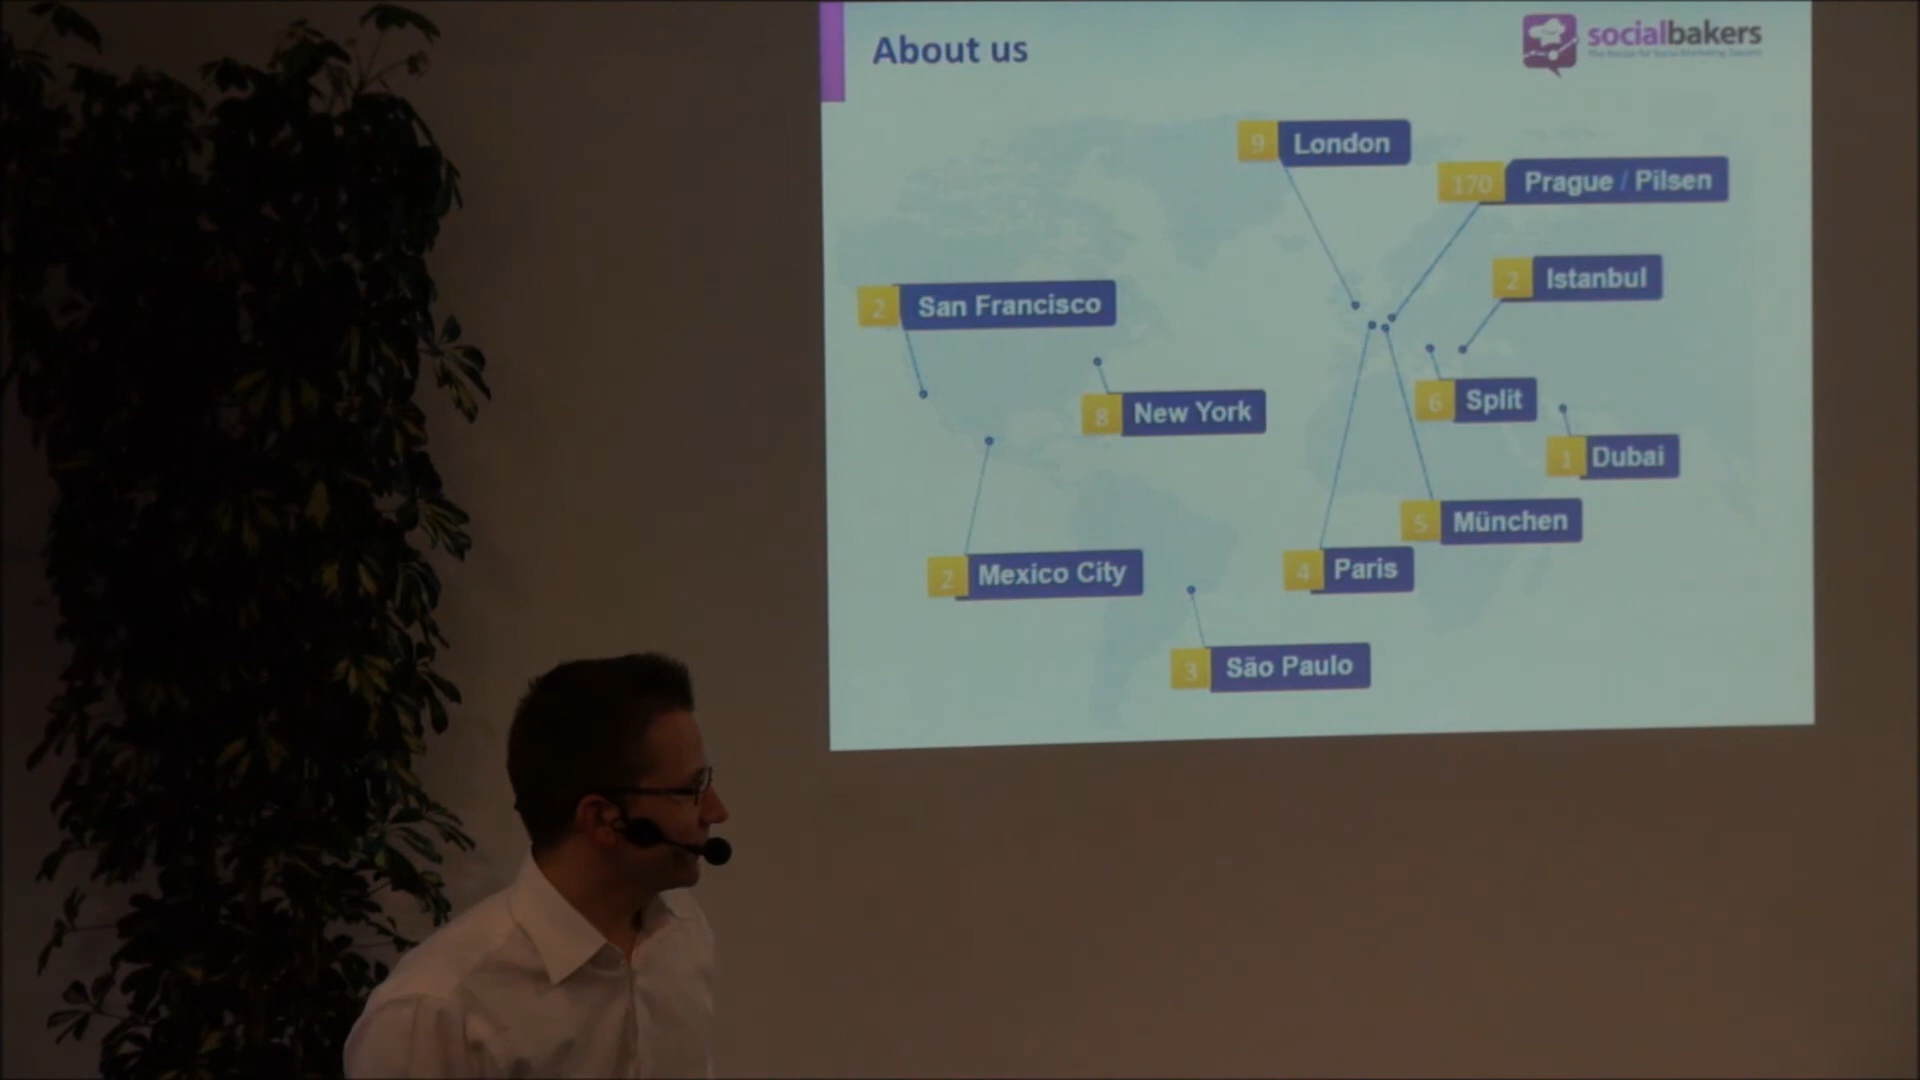 About us
socialbakers
9 London
170 Prague / Pilsen
2 Istanbul
2 San Francisco
8 New York
6 Split
1 Dubai
5 München
2 Mexico City
4 Paris
3 São Paulo